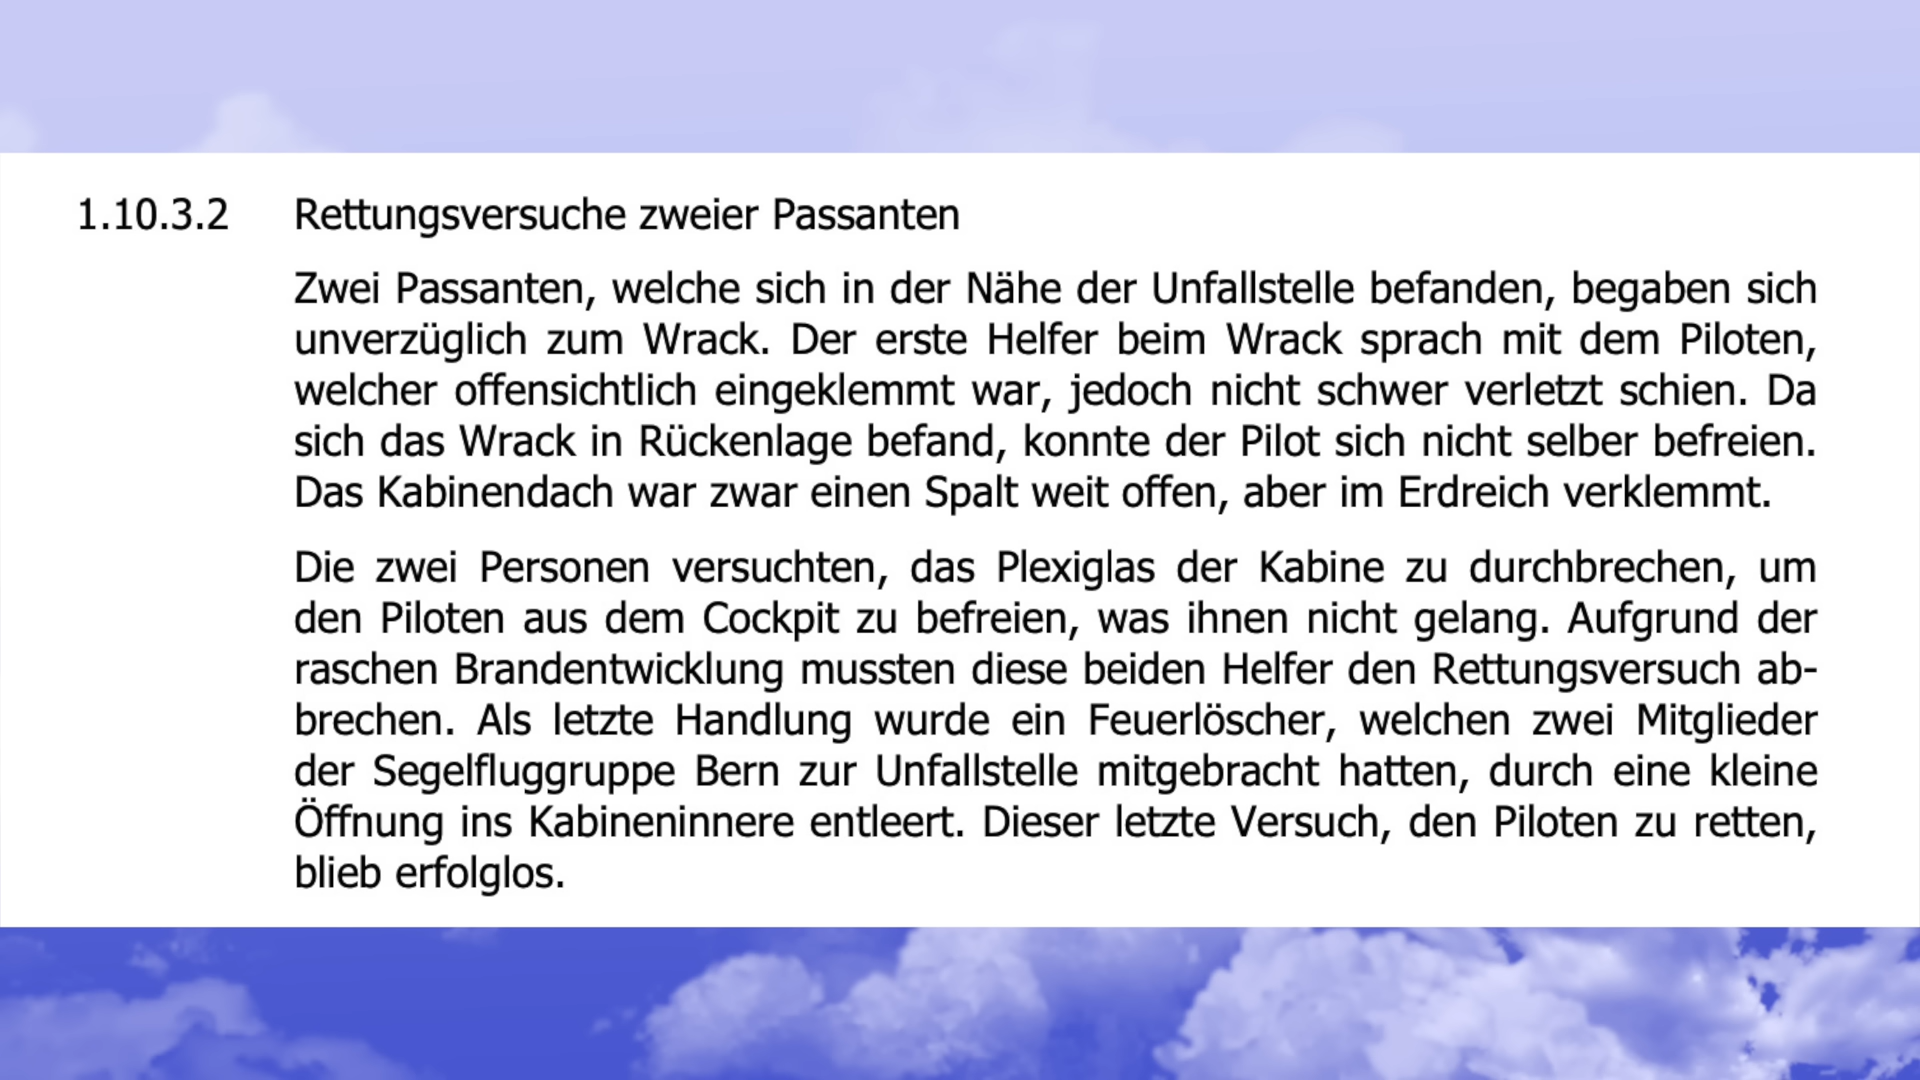 1.10.3.2 Rettungsversuche zweier Passanten
Zwei Passanten, welche sich in der Nähe der Unfallstelle befanden, begaben sich
unverzüglich zum Wrack. Der erste Helfer beim Wrack sprach mit dem Piloten,
welcher offensichtlich eingeklemmt war, jedoch nicht schwer verletzt schien. Da
sich das Wrack in Rückenlage befand, konnte der Pilot sich nicht selber befreien.
Das Kabinendach war zwar einen Spalt weit offen, aber im Erdreich verklemmt.
Die zwei Personen versuchten, das Plexiglas der Kabine zu durchbrechen, um
den Piloten aus dem Cockpit zu befreien, was ihnen nicht gelang. Aufgrund der
raschen Brandentwicklung mussten diese beiden Helfer den Rettungsversuch ab-
brechen. Als letzte Handlung wurde ein Feuerlöscher, welchen zwei Mitglieder
der Segelfluggruppe Bern zur Unfallstelle mitgebracht hatten, durch eine kleine
Öffnung ins Kabineninnere entleert. Dieser letzte Versuch, den Piloten zu retten,
blieb erfolglos.